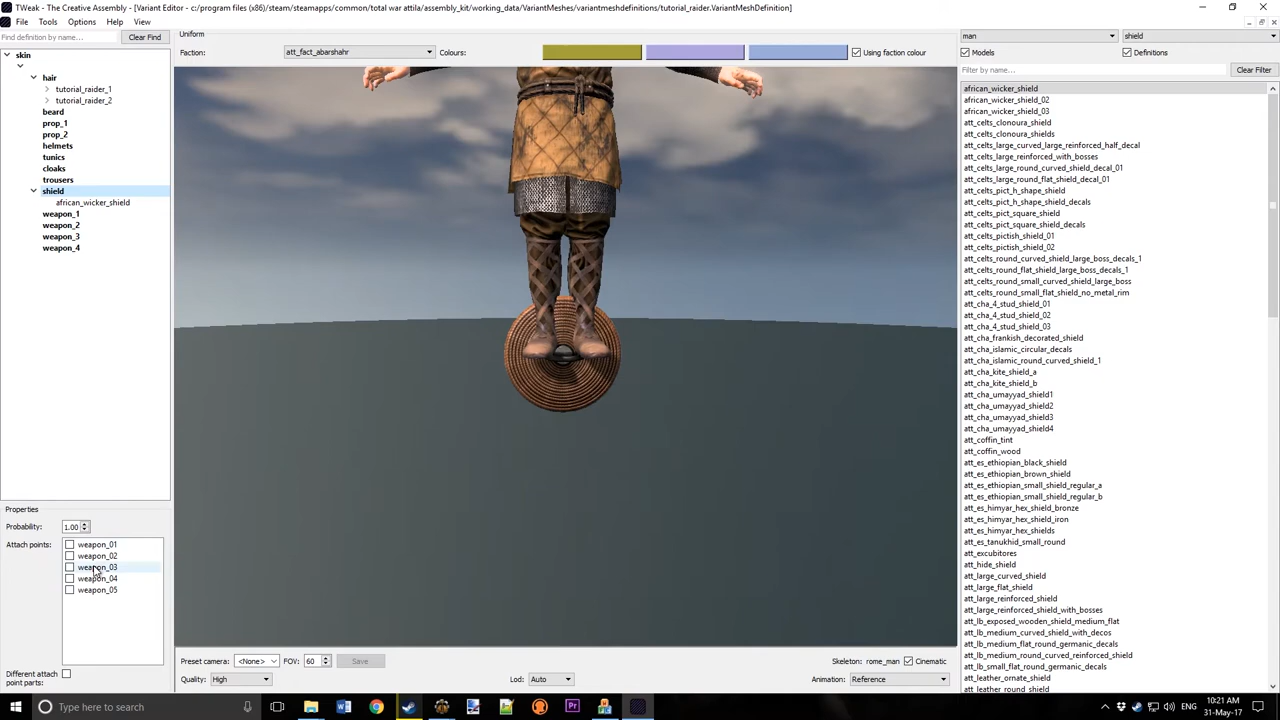 TWeak - The Creative Assembly - [Variant Editor - c:/program files (x86)/steam/steamapps/common/total war attila/assembly_kit/working_data/VariantMeshes/variantmeshdefinitions/tutorial_raider.VariantMeshDefinition]
File Tools Options Help View
Find definition by name... Clear Find
skin
hair
tutorial_raider_1
tutorial_raider_2
beard
prop_1
prop_2
helmets
tunics
cloaks
trousers
shield
african_wicker_shield
weapon_1
weapon_2
weapon_3
weapon_4
Properties
Probability: 1.00
Attach points:
weapon_01
weapon_02
weapon_03
weapon_04
weapon_05
Different attach
point parts:
Uniform
Faction: att_fact_abarshahr Colours: Using faction colour
Preset camera: <None> FOV: 60 Save Skeleton: rome_man Cinematic
Quality: High Lod: Auto Animation: Reference
man shield
Models Definitions
Filter by name... Clear Filter
african_wicker_shield
african_wicker_shield_02
african_wicker_shield_03
att_celts_clonoura_shield
att_celts_clonoura_shields
att_celts_large_curved_large_reinforced_half_decal
att_celts_large_reinforced_with_bosses
att_celts_large_round_curved_shield_decal_01
att_celts_large_round_flat_shield_decal_01
att_celts_pict_h_shape_shield
att_celts_pict_h_shape_shield_decals
att_celts_pict_square_shield
att_celts_pict_square_shield_decals
att_celts_pictish_shield_01
att_celts_pictish_shield_02
att_celts_round_curved_shield_large_boss_decals_1
att_celts_round_flat_shield_large_boss_decals_1
att_celts_round_small_curved_shield_large_boss
att_celts_round_small_flat_shield_no_metal_rim
att_cha_4_stud_shield_01
att_cha_4_stud_shield_02
att_cha_4_stud_shield_03
att_cha_frankish_decorated_shield
att_cha_islamic_circular_decals
att_cha_islamic_round_curved_shield_1
att_cha_kite_shield_a
att_cha_kite_shield_b
att_cha_umayyad_shield1
att_cha_umayyad_shield2
att_cha_umayyad_shield3
att_cha_umayyad_shield4
att_coffin_tint
att_coffin_wood
att_es_ethiopian_black_shield
att_es_ethiopian_brown_shield
att_es_ethiopian_small_shield_regular_a
att_es_ethiopian_small_shield_regular_b
att_es_himyar_hex_shield_bronze
att_es_himyar_hex_shield_iron
att_es_himyar_hex_shields
att_es_tanukhid_small_round
att_excubitores
att_hide_shield
att_large_curved_shield
att_large_flat_shield
att_large_reinforced_shield
att_large_reinforced_shield_with_bosses
att_lb_exposed_wooden_shield_medium_flat
att_lb_medium_curved_shield_with_decos
att_lb_medium_flat_round_germanic_decals
att_lb_medium_round_curved_reinforced_shield
att_lb_small_flat_round_germanic_decals
att_leather_ornate_shield
att_leather_round_shield
Type here to search
ENG
10:21 AM
31-May-17